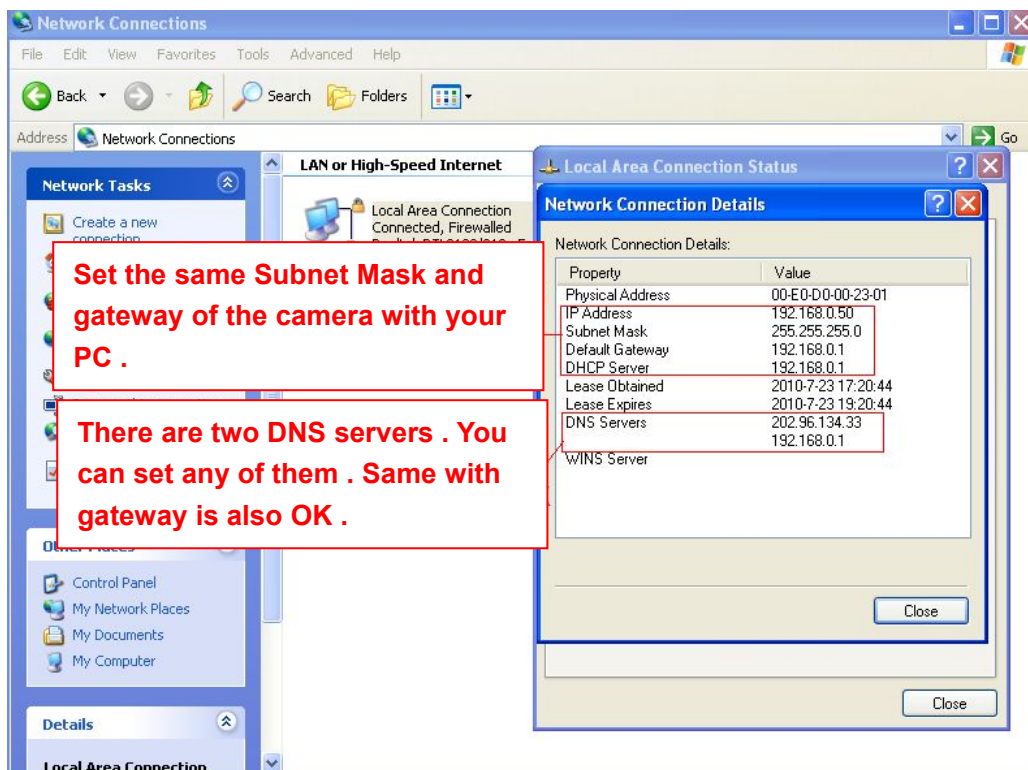 Network Connections
File Edit View Favorites Tools Advanced Help
Back Search Folders
Address Network Connections Go
Network Tasks
Create a new
connection
LAN or High-Speed Internet
Local Area Connection
Connected, Firewalled
Set the same Subnet Mask and
gateway of the camera with your
PC .
There are two DNS servers . You
can set any of them . Same with
gateway is also OK .
Other Places
Control Panel
My Network Places
My Documents
My Computer
Details
Local Area Connection
Local Area Connection Status
Network Connection Details
Network Connection Details:
Property Value
Physical Address 00-E0-D0-00-23-01
IP Address 192.168.0.50
Subnet Mask 255.255.255.0
Default Gateway 192.168.0.1
DHCP Server 192.168.0.1
Lease Obtained 2010-7-23 17:20:44
Lease Expires 2010-7-23 19:20:44
DNS Servers 202.96.134.33
192.168.0.1
WINS Server
Close
Close